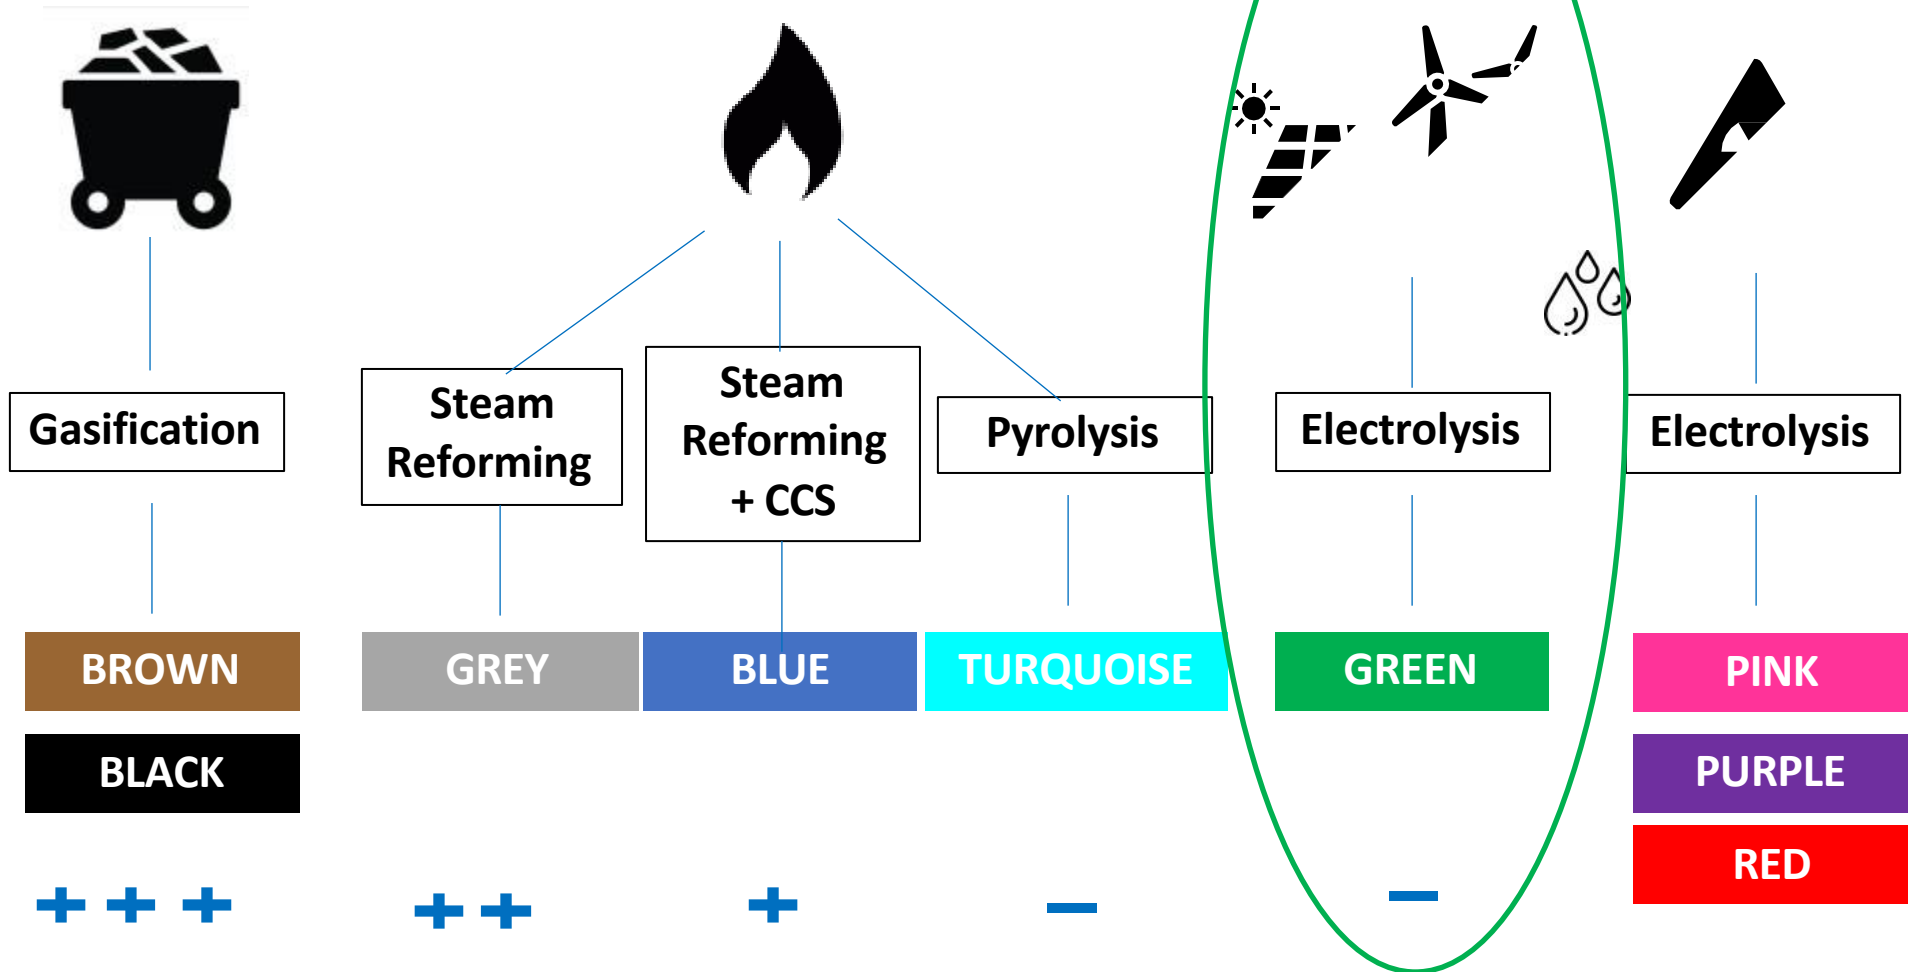 Gasification
Steam
Reforming
Steam
Reforming
+ CCS
Pyrolysis
Electrolysis
Electrolysis
BROWN
GREY
BLUE
TURQUOISE
GREEN
PINK
BLACK
PURPLE
RED
+ + +
+ +
+
−
−